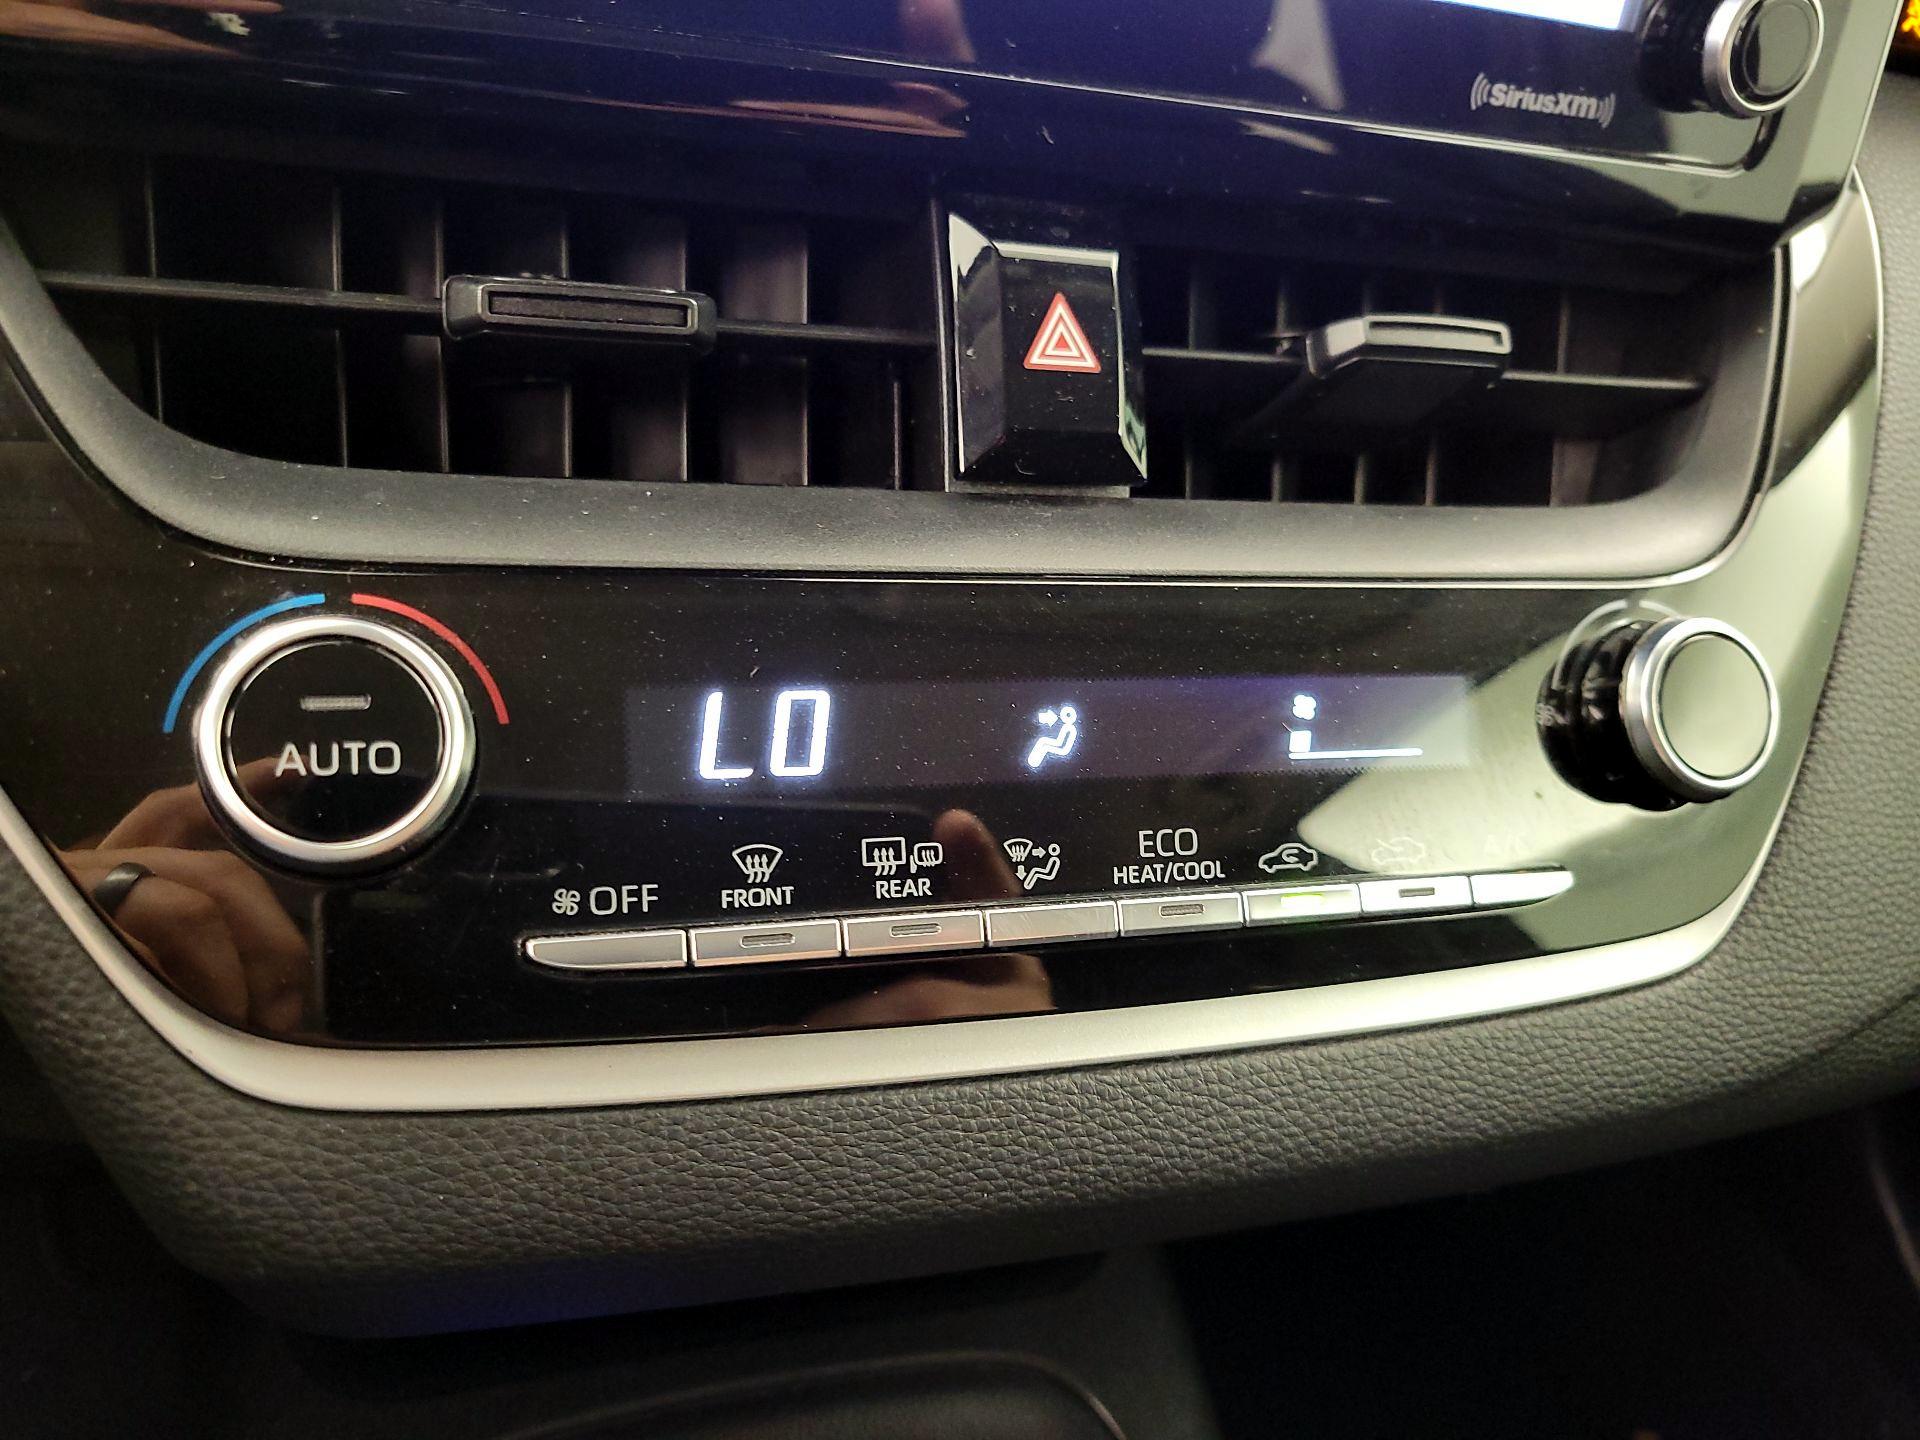 SiriusXM
AUTO
LO
OFF
FRONT
REAR
ECO
HEAT/COOL